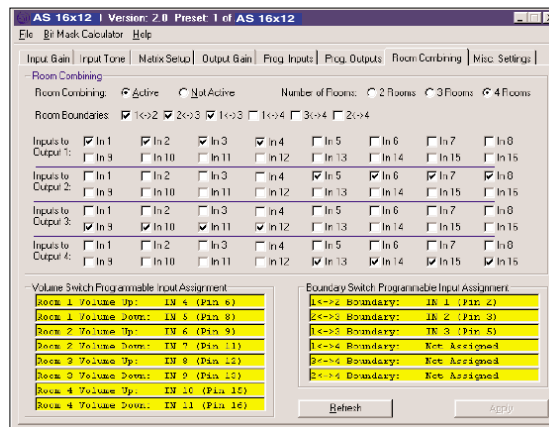 AS 16x12 | Version: 2.0 Preset: 1 of AS 16x12
File Bit Mask Calculator Help
Input Gain Input Tone Matrix Setup Output Gain Prog. Inputs Prog. Outputs Room Combining Misc. Settings
Room Combining
Room Combining: Active Not Active Number of Rooms: 2 Rooms 3 Rooms 4 Rooms
Room Boundaries: 1<->2 2<->3 1<->3 1<->4 3<->4 2<->4
Inputs to Output 1: In 1 In 2 In 3 In 4 In 5 In 6 In 7 In 8
In 9 In 10 In 11 In 12 In 13 In 14 In 15 In 16
Inputs to Output 2: In 1 In 2 In 3 In 4 In 5 In 6 In 7 In 8
In 9 In 10 In 11 In 12 In 13 In 14 In 15 In 16
Inputs to Output 3: In 1 In 2 In 3 In 4 In 5 In 6 In 7 In 8
In 9 In 10 In 11 In 12 In 13 In 14 In 15 In 16
Inputs to Output 4: In 1 In 2 In 3 In 4 In 5 In 6 In 7 In 8
In 9 In 10 In 11 In 12 In 13 In 14 In 15 In 16
Volume Switch Programmable Input Assignment
Room 1 Volume Up: IN 4 (Pin 6)
Room 1 Volume Down: IN 5 (Pin 8)
Room 2 Volume Up: IN 6 (Pin 9)
Room 2 Volume Down: IN 7 (Pin 11)
Room 3 Volume Up: IN 8 (Pin 12)
Room 3 Volume Down: IN 9 (Pin 13)
Room 4 Volume Up: IN 10 (Pin 15)
Room 4 Volume Down: IN 11 (Pin 16)
Boundary Switch Programmable Input Assignment
1<->2 Boundary: IN 1 (Pin 2)
2<->3 Boundary: IN 2 (Pin 3)
1<->3 Boundary: IN 3 (Pin 5)
1<->4 Boundary: Not Assigned
3<->4 Boundary: Not Assigned
2<->4 Boundary: Not Assigned
Refresh Apply